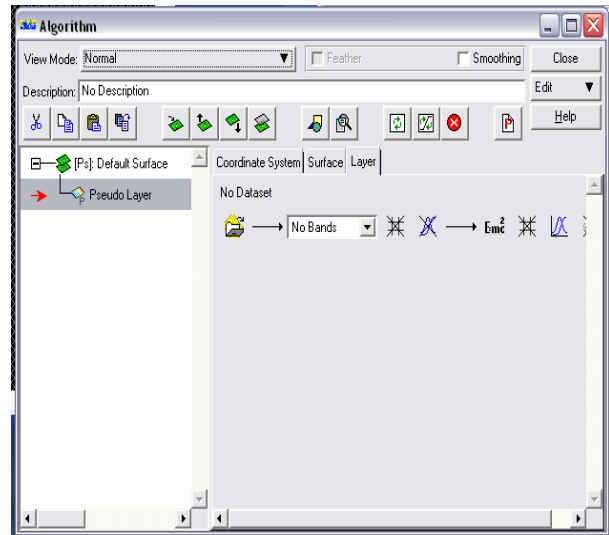 Algorithm
View Mode: Normal Feather Smoothing Close
Description: No Description Edit
Help
[Ps]: Default Surface Coordinate System Surface Layer
Pseudo Layer No Dataset
No Bands Emc2